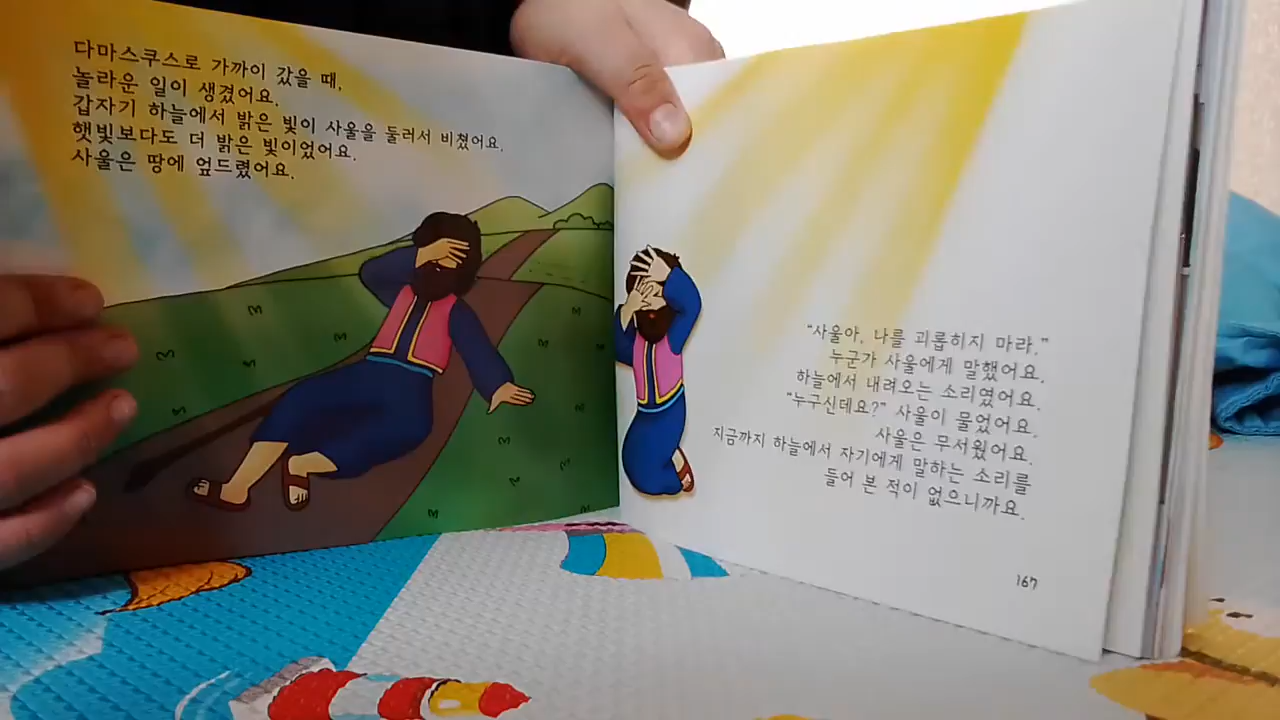 다마스쿠스로 가까이 갔을 때,
놀라운 일이 생겼어요.
갑자기 하늘에서 밝은 빛이 사울을 둘러서 비쳤어요.
햇빛보다도 더 밝은 빛이었어요.
사울은 땅에 엎드렸어요.
"사울아, 나를 괴롭히지 마라."
누군가 사울에게 말했어요.
하늘에서 내려오는 소리였어요.
"누구신데요?" 사울이 물었어요.
사울은 무서웠어요.
지금까지 하늘에서 자기에게 말하는 소리를
들어 본 적이 없으니까요.
167